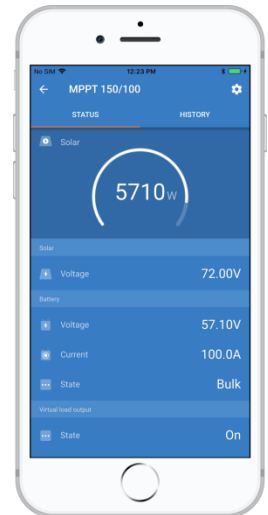 No SIM 12:23 PM
MPPT 150/100
STATUS HISTORY
Solar
5710W
Solar
Voltage 72.00V
Battery
Voltage 57.10V
Current 100.0A
State Bulk
Virtual load output
State On